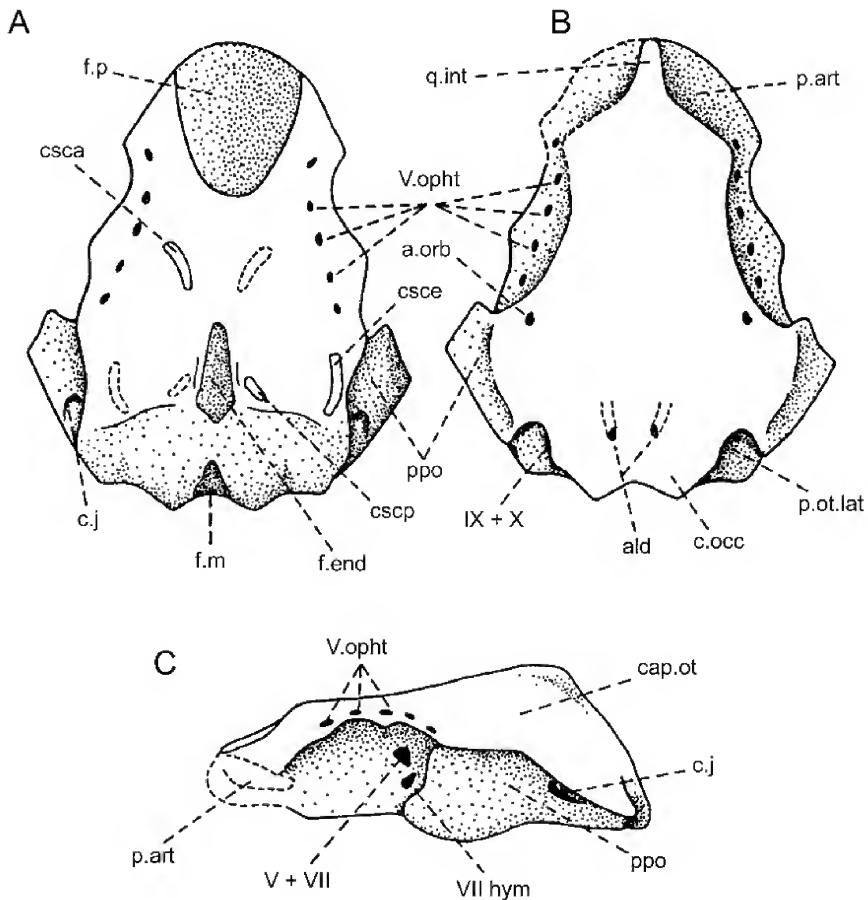 A
B
f.p
q.int
p.art
csca
V.opht
a.orb
csce
ppo
c.j
cscp
IX + X
p.ot.lat
ald
c.occ
f.m
f.end
C
V.opht
cap.ot
c.j
p.art
V + VII
VII hym
ppo